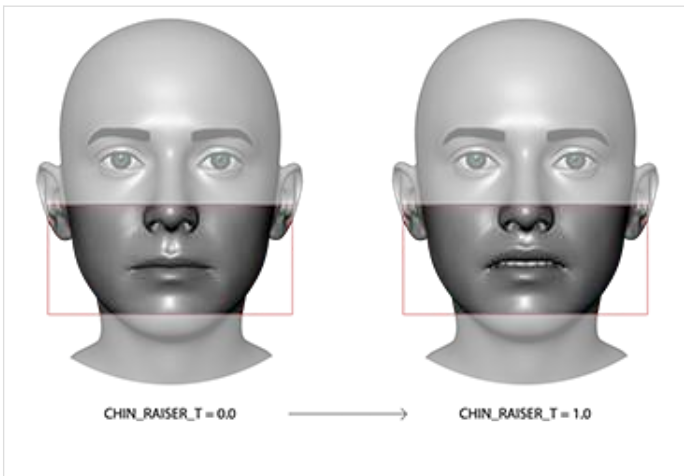 CHIN_RAISER_T = 0.0
CHIN_RAISER_T = 1.0